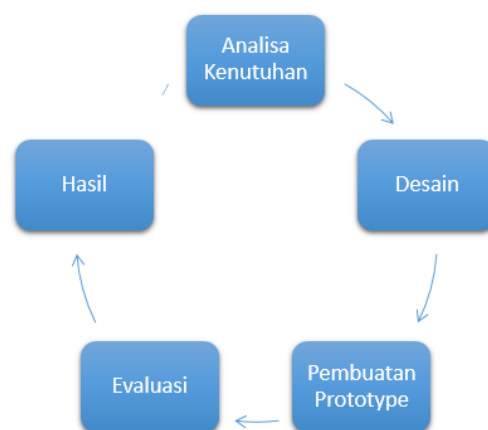 Analisa
Kenutuhan
Desain
Pembuatan
Prototype
Evaluasi
Hasil